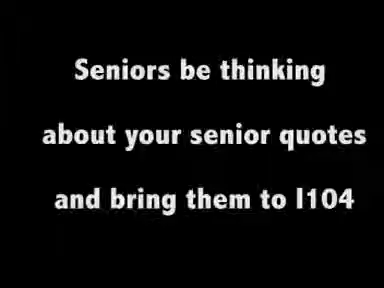 Seniors be thinking
about your senior quotes
and bring them to I104